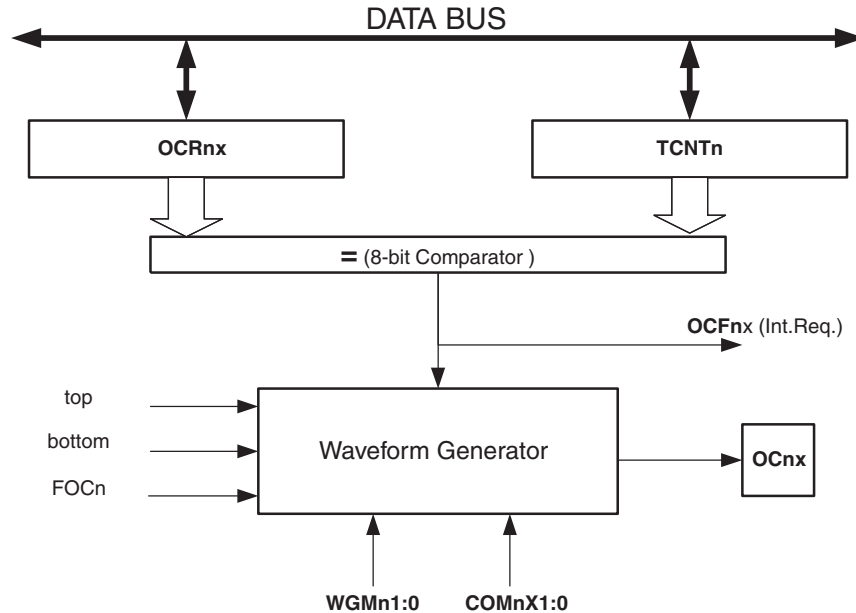 DATA BUS
OCRnx
TCNTn
= (8-bit Comparator )
OCFnx (Int.Req.)
top
bottom
FOCn
Waveform Generator
OCnx
WGMn1:0
COMnX1:0